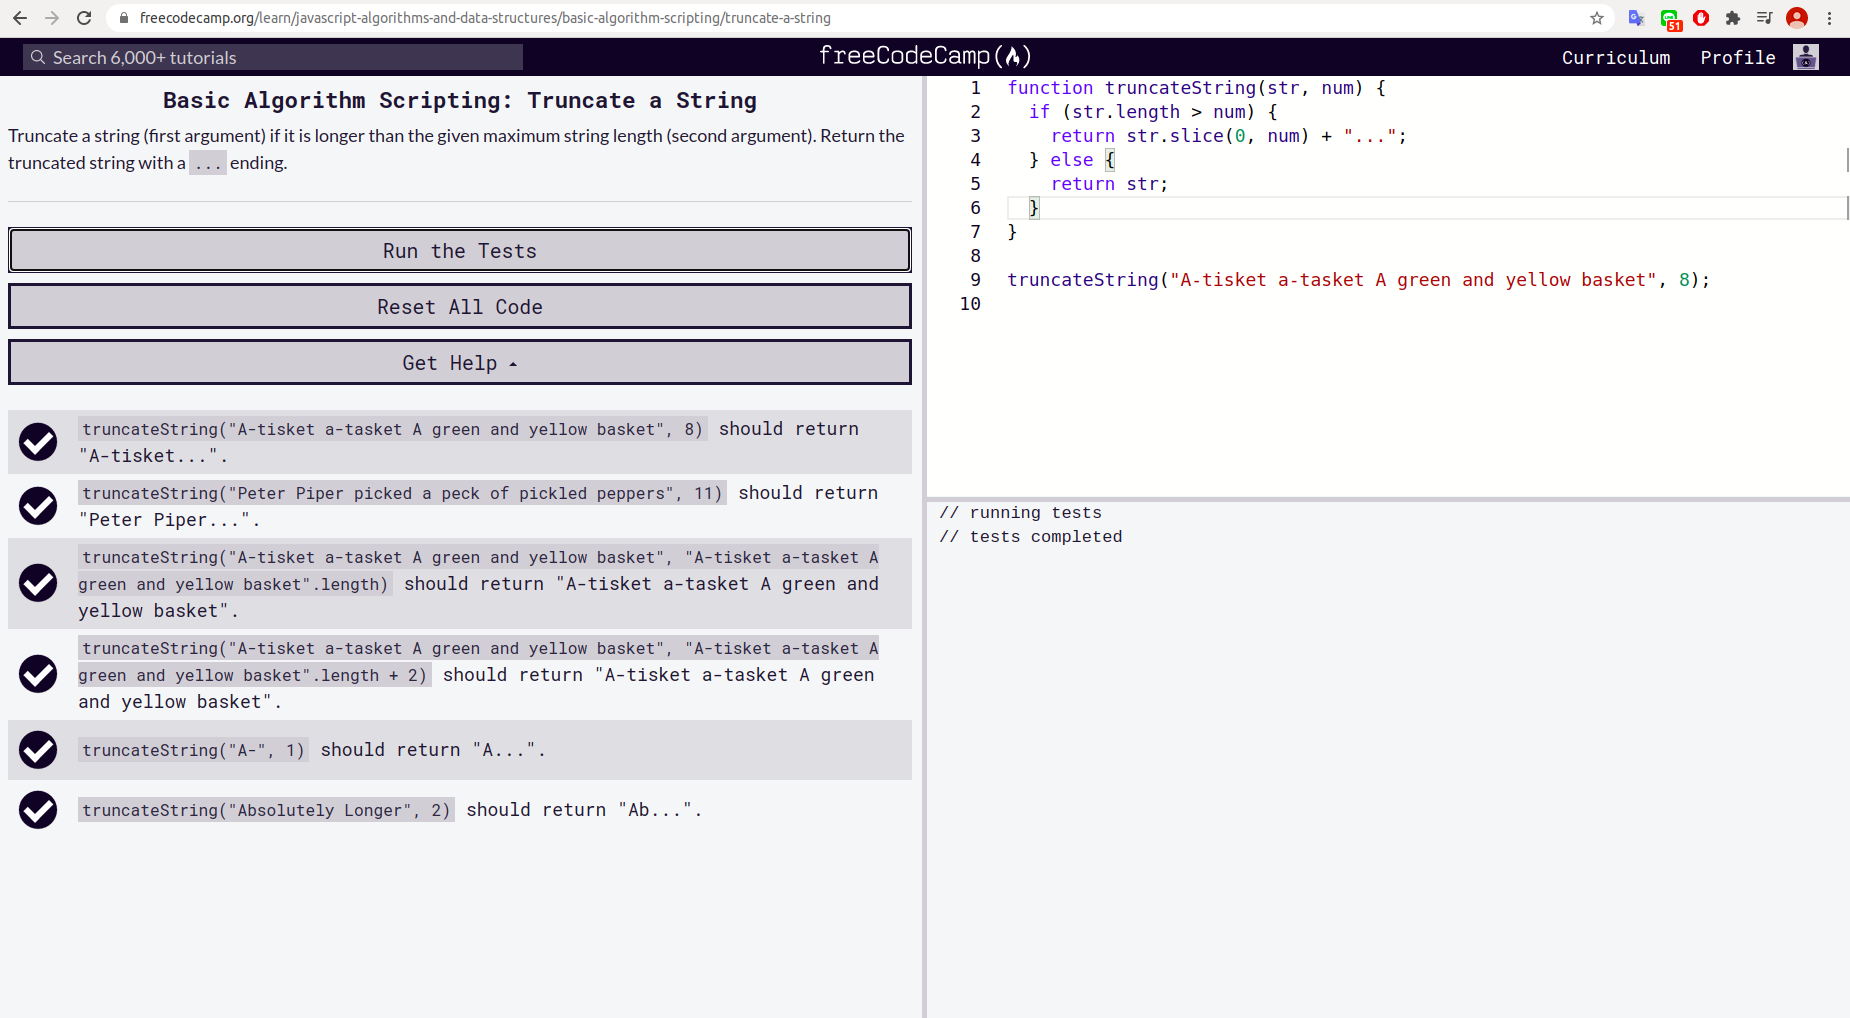 freecodecamp.org/learn/javascript-algorithms-and-data-structures/basic-algorithm-scripting/truncate-a-string
51
Search 6,000+ tutorials
freeCodeCamp
Curriculum
Profile
Basic Algorithm Scripting: Truncate a String
Truncate a string (first argument) if it is longer than the given maximum string length (second argument). Return the
truncated string with a ... ending.
Run the Tests
Reset All Code
Get Help
truncateString("A-tisket a-tasket A green and yellow basket", 8) should return
"A-tisket...".
truncateString("Peter Piper picked a peck of pickled peppers", 11) should return
"Peter Piper...".
truncateString("A-tisket a-tasket A green and yellow basket", "A-tisket a-tasket A
green and yellow basket".length) should return "A-tisket a-tasket A green and
yellow basket".
truncateString("A-tisket a-tasket A green and yellow basket", "A-tisket a-tasket A
green and yellow basket".length + 2) should return "A-tisket a-tasket A green
and yellow basket".
truncateString("A-", 1) should return "A...".
truncateString("Absolutely Longer", 2) should return "Ab...".
1 function truncateString(str, num) {
2   if (str.length > num) {
3     return str.slice(0, num) + "...";
4   } else {
5     return str;
6   }
7 }
8
9 truncateString("A-tisket a-tasket A green and yellow basket", 8);
10
// running tests
// tests completed